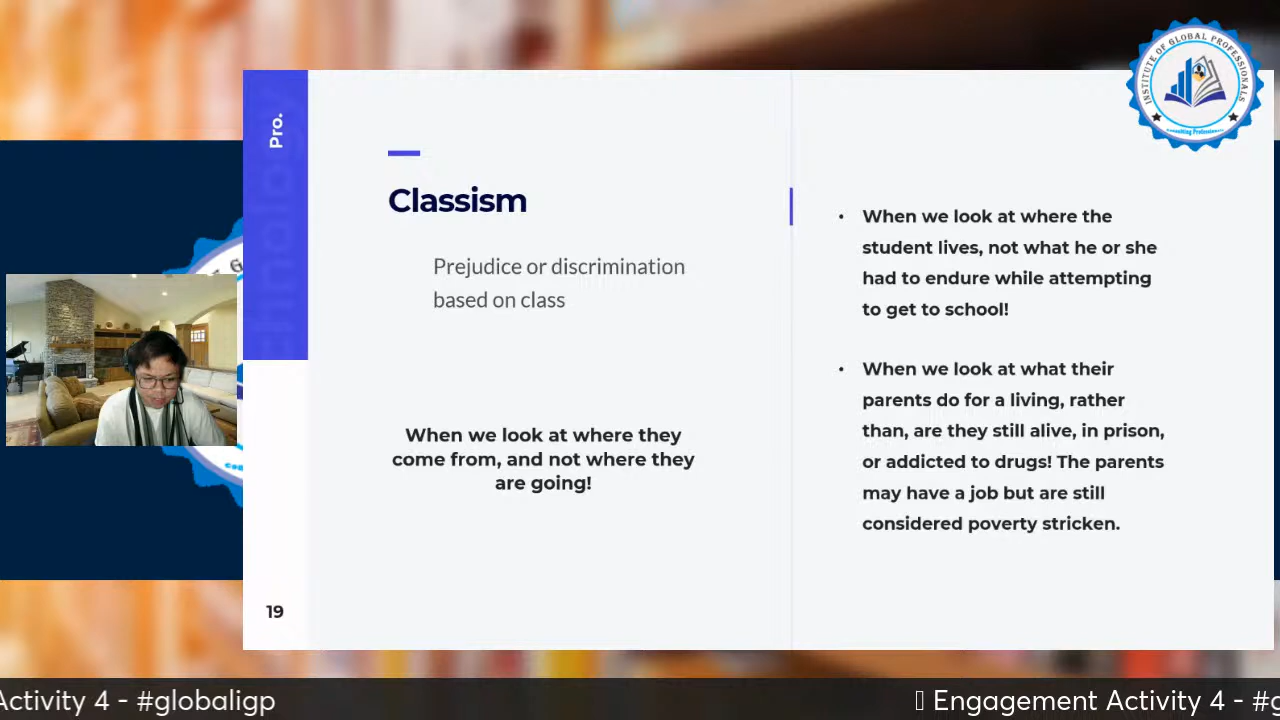 INSTITUTE OF GLOBAL PROFESSIONALS
Consulting Professionals
Pro.
Classism
Prejudice or discrimination
based on class
When we look at where they
come from, and not where they
are going!
• When we look at where the
student lives, not what he or she
had to endure while attempting
to get to school!
• When we look at what their
parents do for a living, rather
than, are they still alive, in prison,
or addicted to drugs! The parents
may have a job but are still
considered poverty stricken.
19
Activity 4 - #globaligp
Engagement Activity 4 - #g